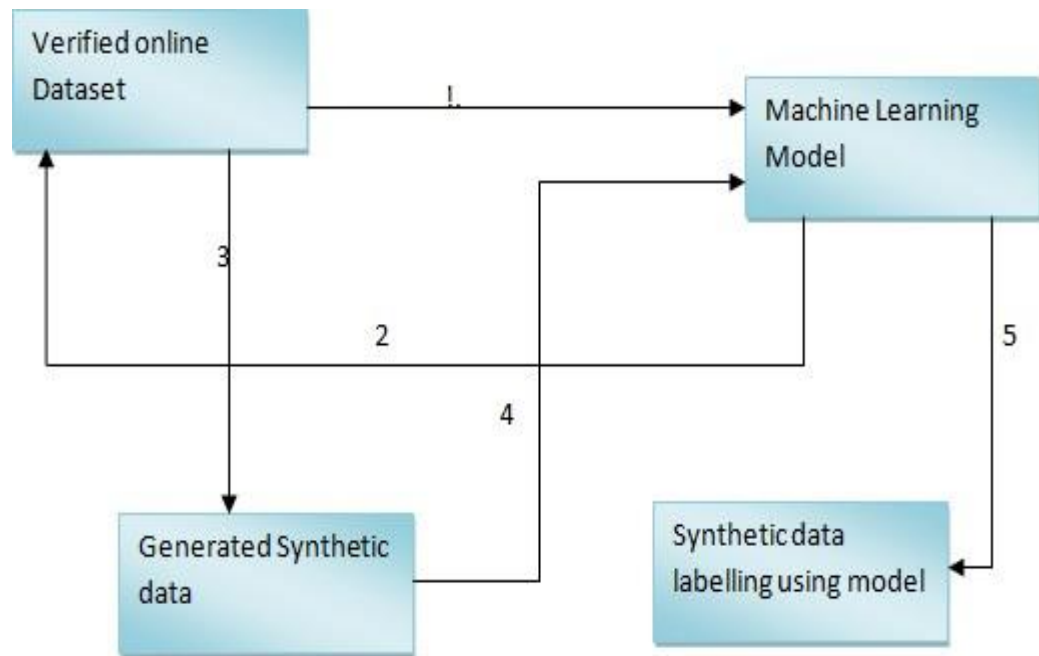 Verified online
Dataset
!.
Machine Learning
Model
3
2
5
4
Generated Synthetic
data
Synthetic data
labelling using model